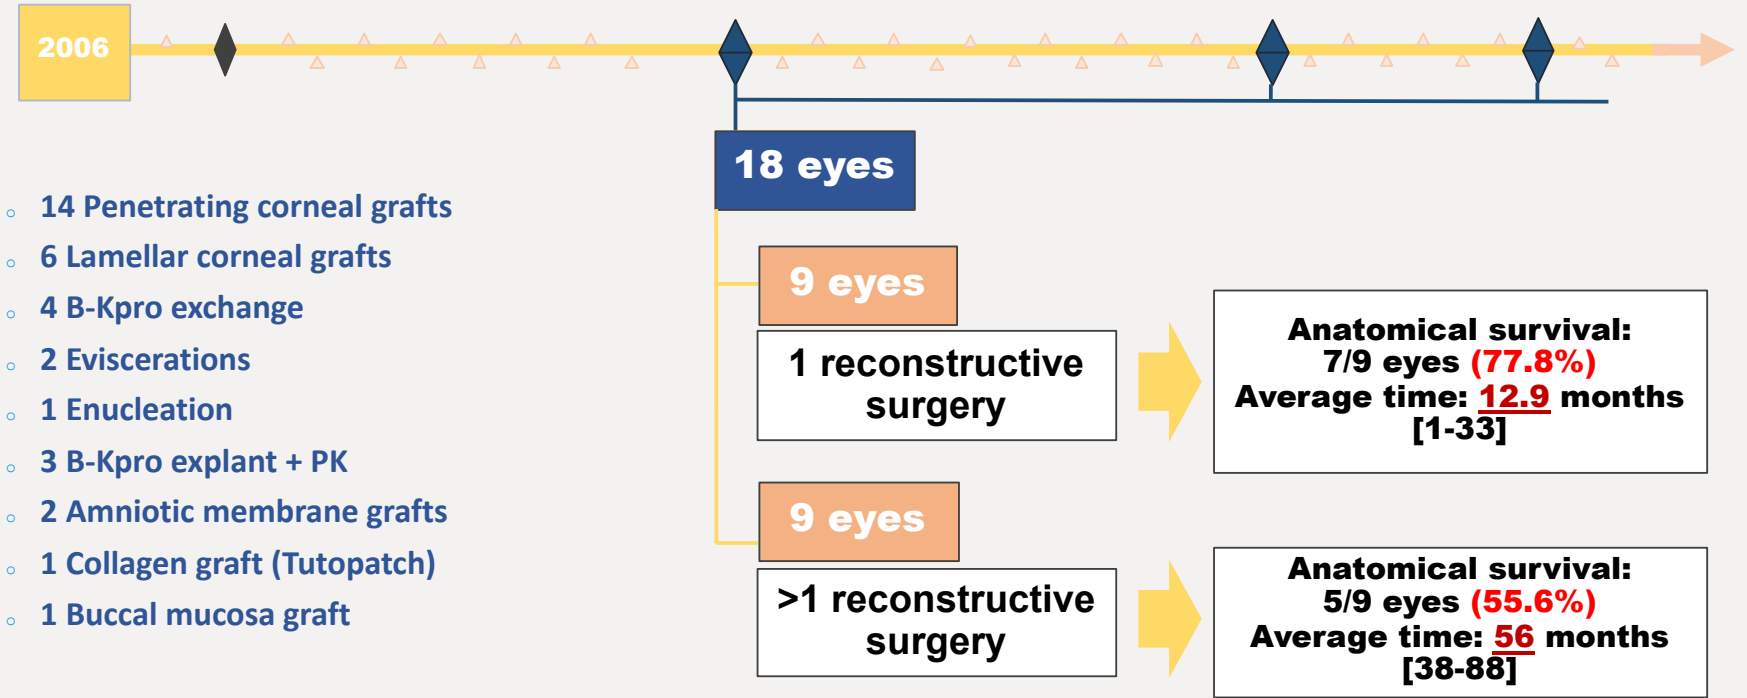 2006
18 eyes
14 Penetrating corneal grafts
6 Lamellar corneal grafts
4 B-Kpro exchange
2 Eviscerations
1 Enucleation
3 B-Kpro explant + PK
2 Amniotic membrane grafts
1 Collagen graft (Tutopatch)
1 Buccal mucosa graft
9 eyes
1 reconstructive
surgery
Anatomical survival:
7/9 eyes (77.8%)
Average time: 12.9 months
[1-33]
9 eyes
>1 reconstructive
surgery
Anatomical survival:
5/9 eyes (55.6%)
Average time: 56 months
[38-88]